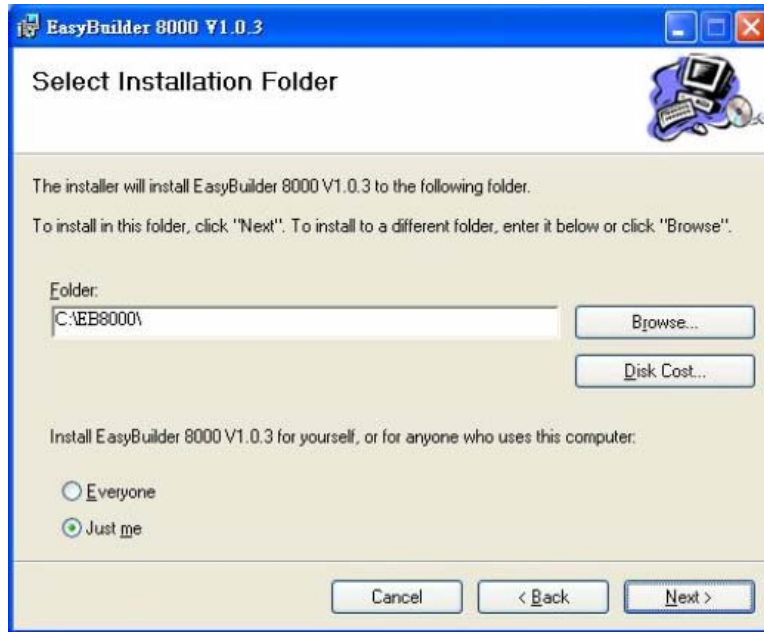 EasyBuilder 8000 V1.0.3
Select Installation Folder
The installer will install EasyBuilder 8000 V1.0.3 to the following folder.
To install in this folder, click "Next". To install to a different folder, enter it below or click "Browse".
Folder:
C:\EB8000\
Browse...
Disk Cost...
Install EasyBuilder 8000 V1.0.3 for yourself, or for anyone who uses this computer:
Everyone
Just me
Cancel
< Back
Next >